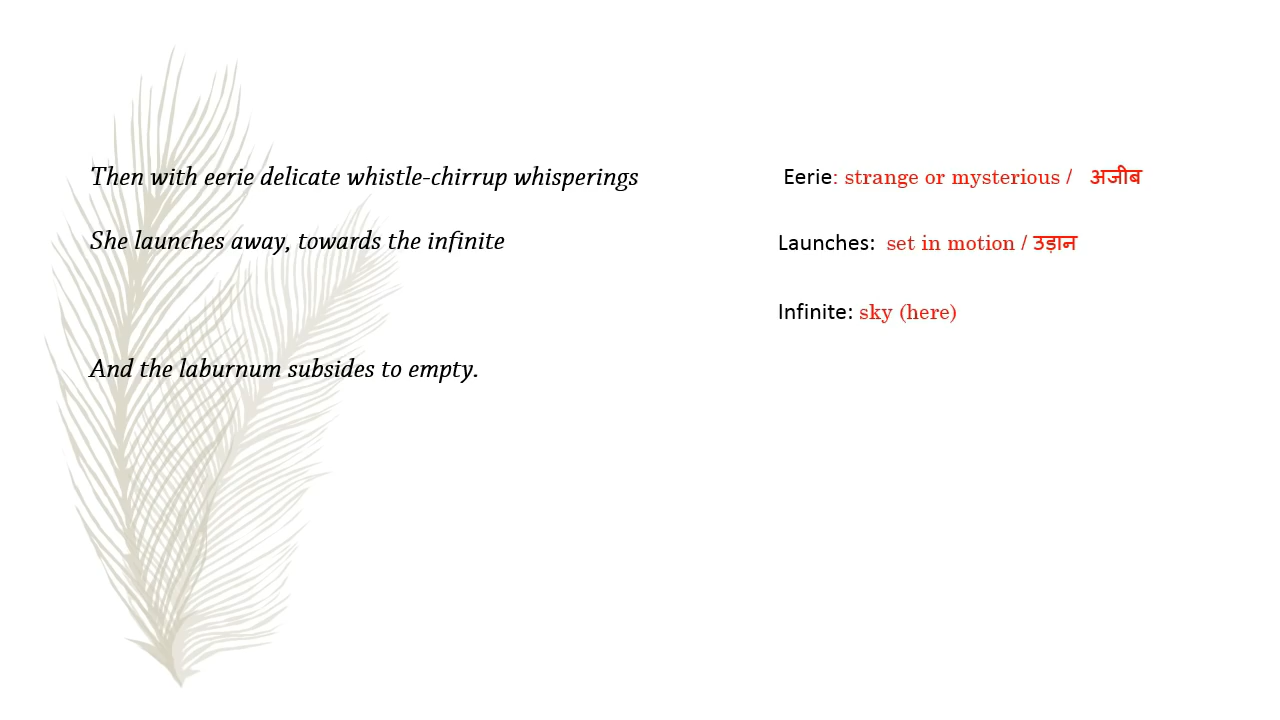 Then with eerie delicate whistle-chirrup whisperings
Eerie: strange or mysterious / अजीब
She launches away, towards the infinite
Launches: set in motion / उड़ान
Infinite: sky (here)
And the laburnum subsides to empty.